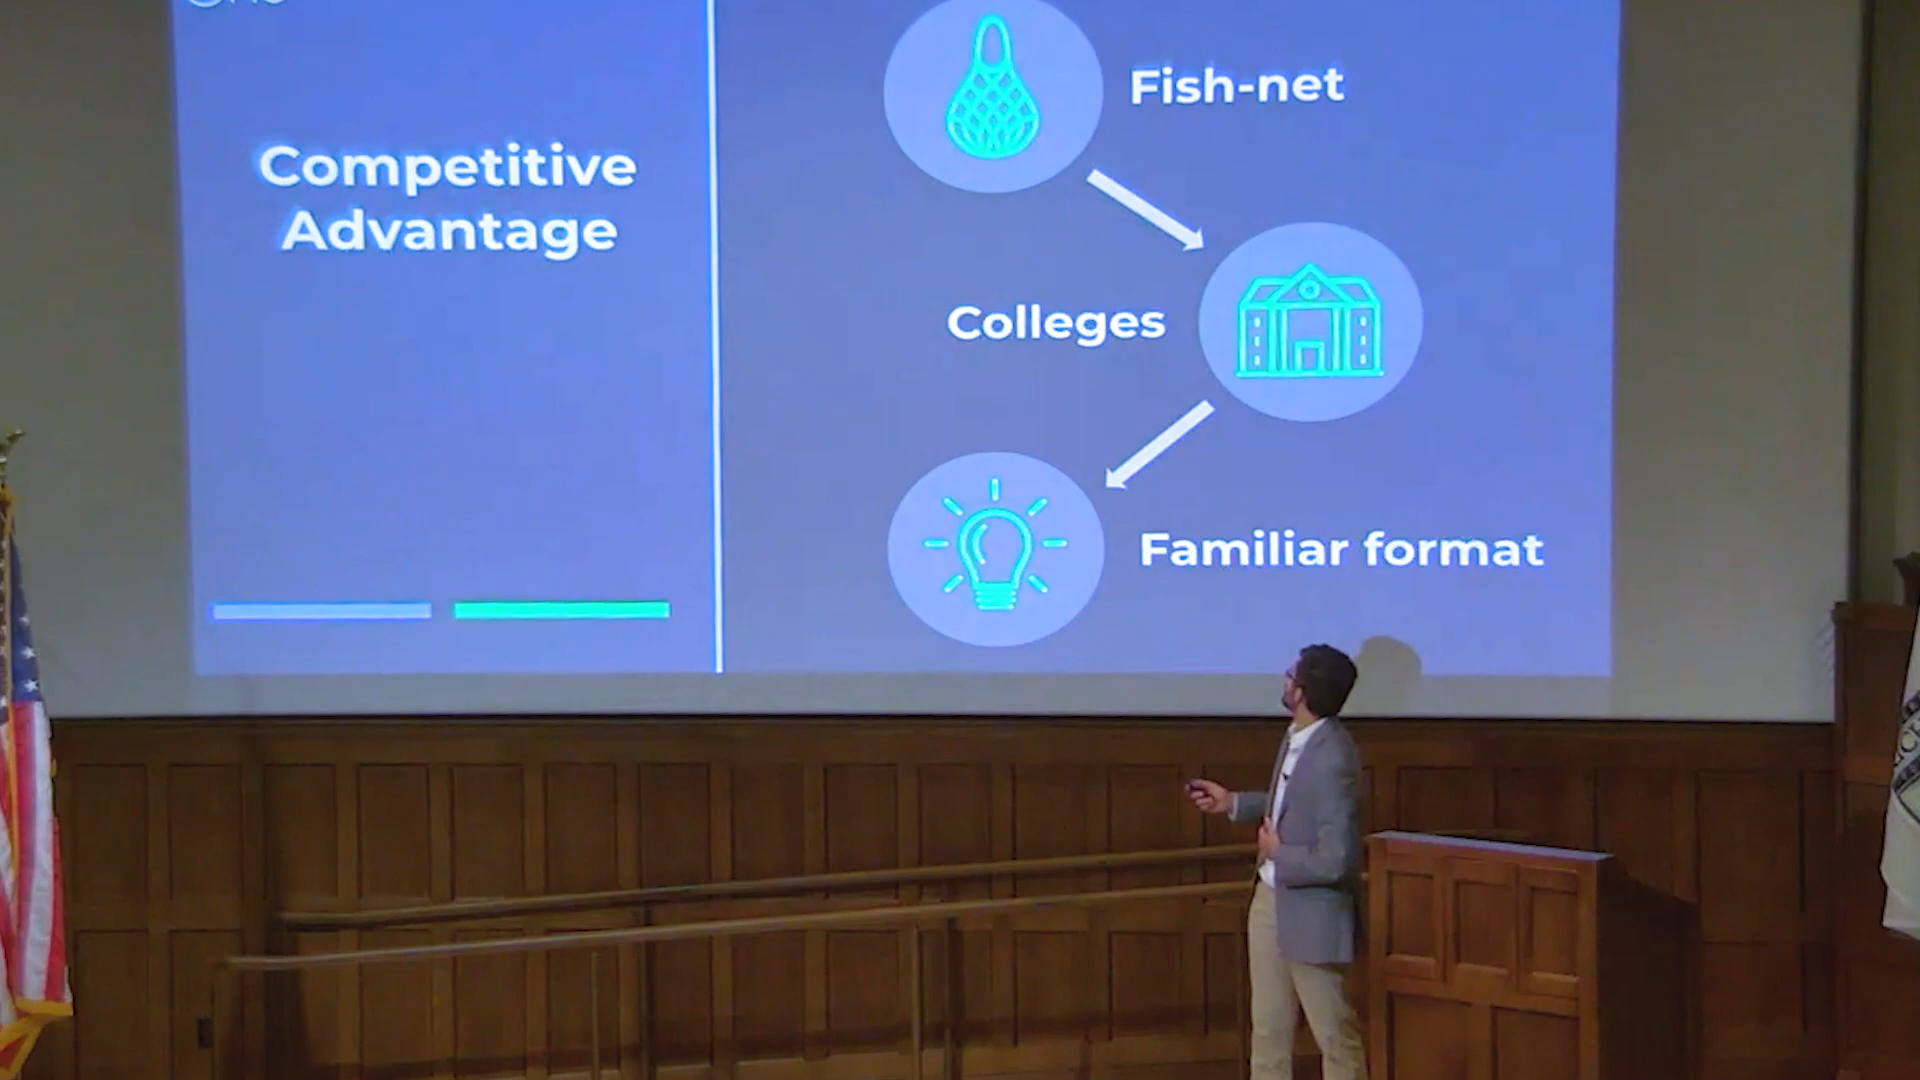 Competitive
Advantage
Fish-net
Colleges
Familiar format